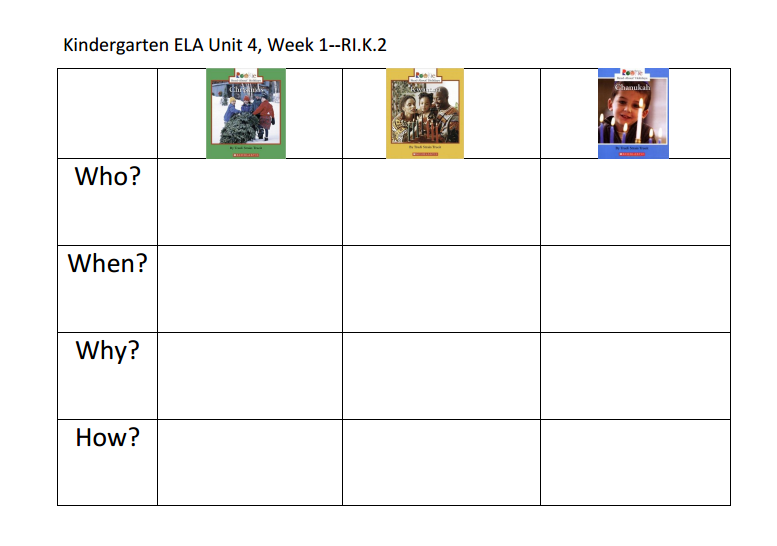 Kindergarten ELA Unit 4, Week 1--RI.K.2
Christmas
Kwanzaa
Chanukah
Who?
When?
Why?
How?